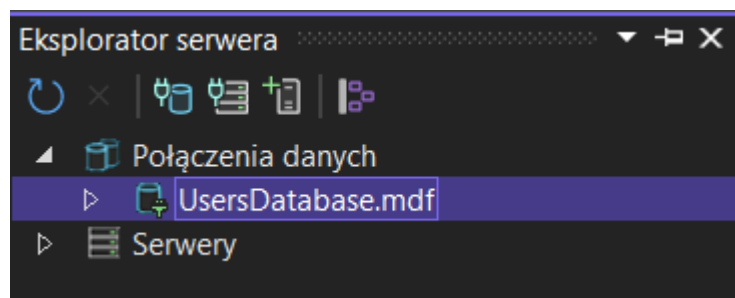 Eksplorator serwera
Połączenia danych
UsersDatabase.mdf
Serwery